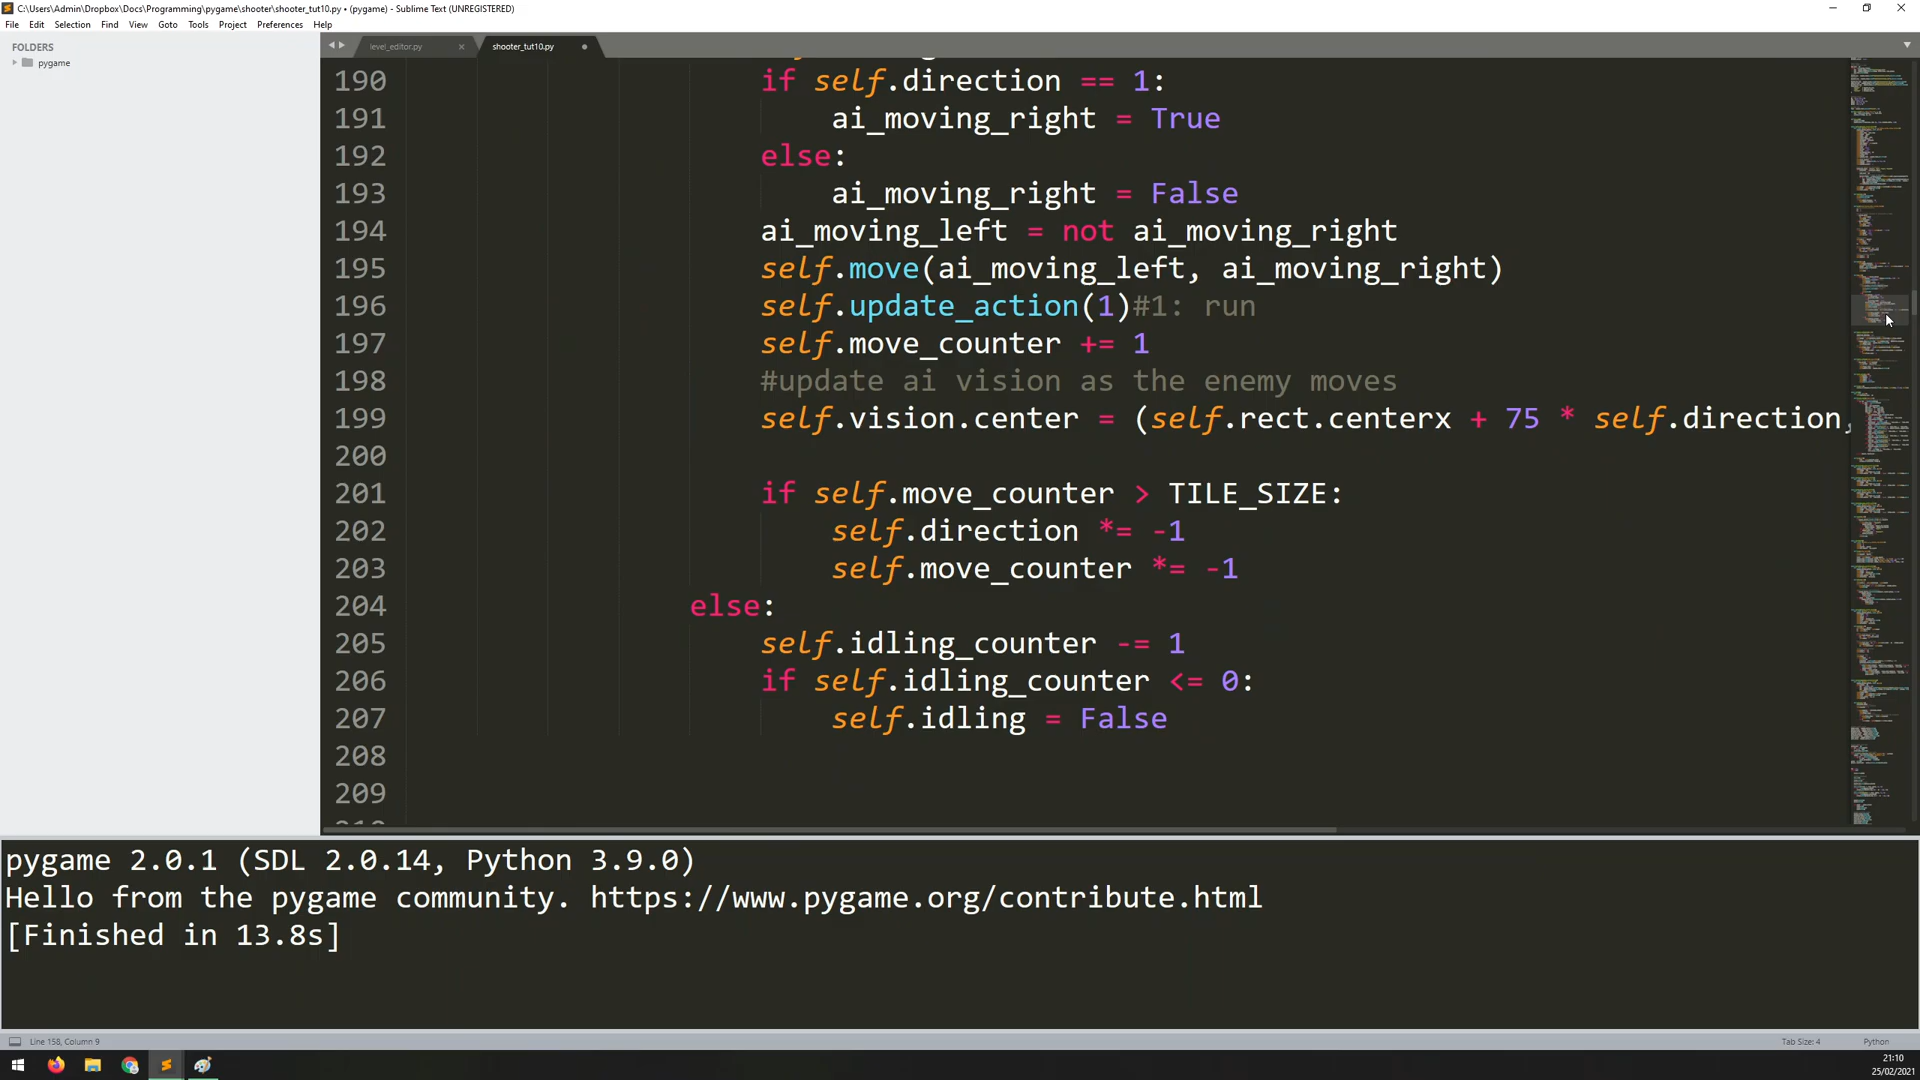 C:\Users\Admin\Dropbox\Docs\Programming\pygame\shooter\shooter_tut10.py • (pygame) - Sublime Text (UNREGISTERED)
File Edit Selection Find View Goto Tools Project Preferences Help
FOLDERS
pygame
level_editor.py
shooter_tut10.py
190 if self.direction == 1:
191 ai_moving_right = True
192 else:
193 ai_moving_right = False
194 ai_moving_left = not ai_moving_right
195 self.move(ai_moving_left, ai_moving_right)
196 self.update_action(1)#1: run
197 self.move_counter += 1
198 #update ai vision as the enemy moves
199 self.vision.center = (self.rect.centerx + 75 * self.direction,
200
201 if self.move_counter > TILE_SIZE:
202 self.direction *= -1
203 self.move_counter *= -1
204 else:
205 self.idling_counter -= 1
206 if self.idling_counter <= 0:
207 self.idling = False
208
209
pygame 2.0.1 (SDL 2.0.14, Python 3.9.0)
Hello from the pygame community. https://www.pygame.org/contribute.html
[Finished in 13.8s]
Line 158, Column 9
Tab Size: 4
Python
21:10
25/02/2021